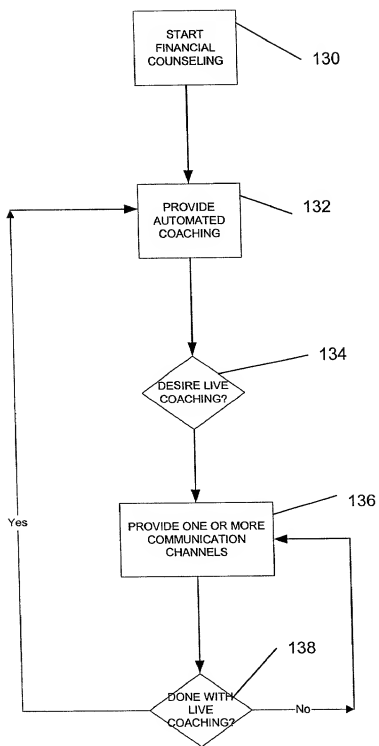 START
FINANCIAL
COUNSELING
130
PROVIDE
AUTOMATED
COACHING
132
134
DESIRE LIVE
COACHING?
136
PROVIDE ONE OR MORE
COMMUNICATION
CHANNELS
Yes
138
DONE WITH
LIVE
COACHING?
No